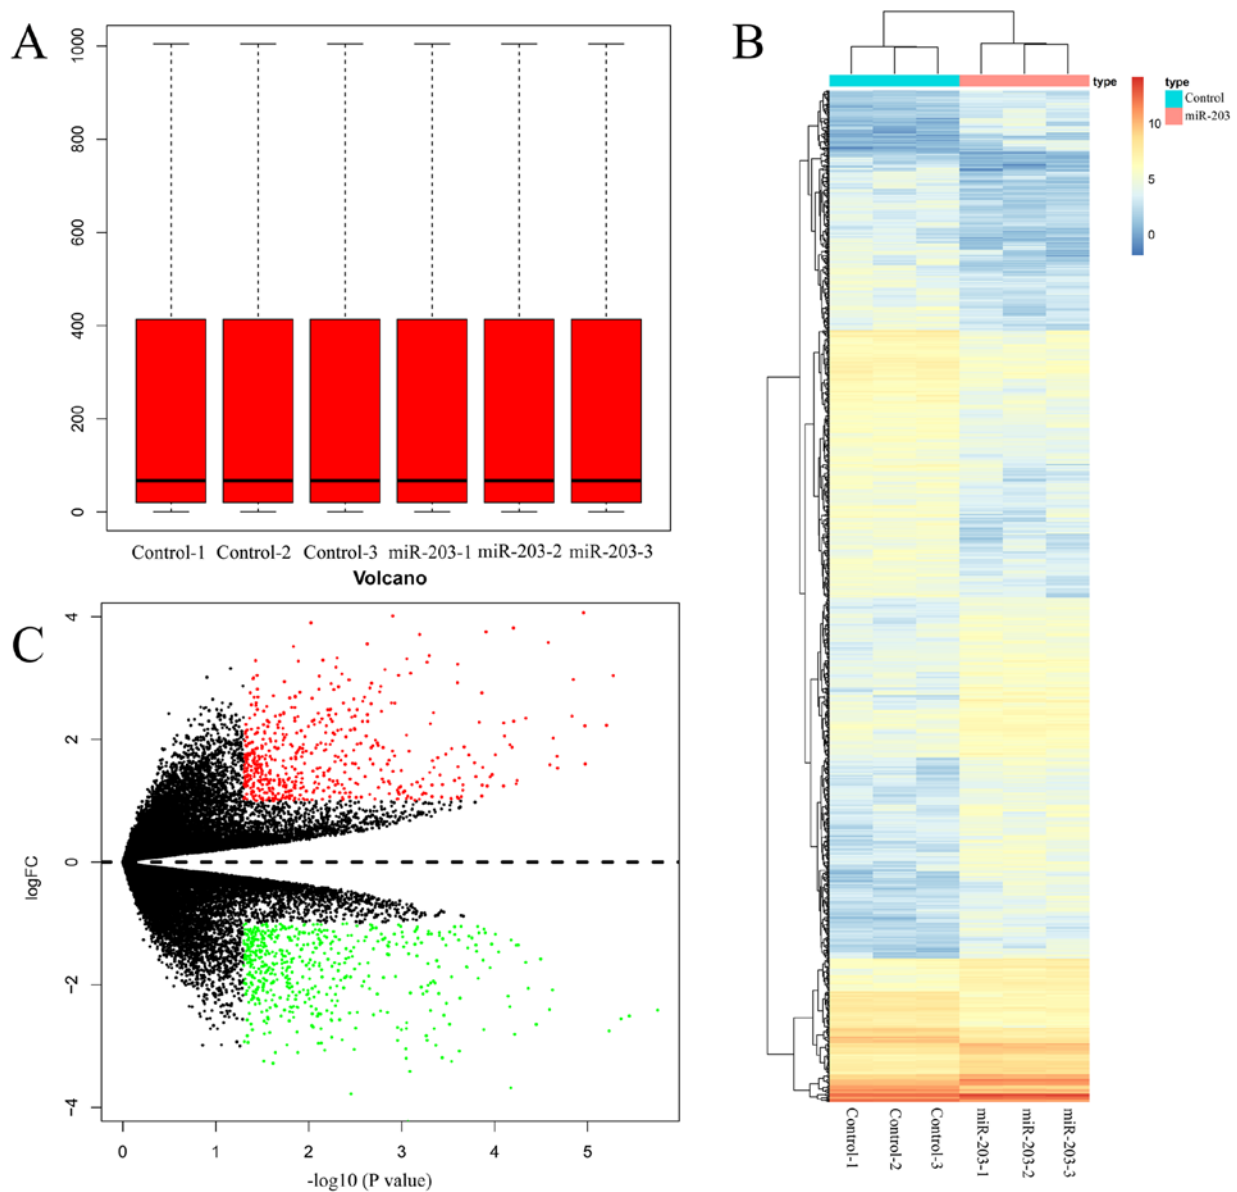 A
1000
800
600
400
200
0
Control-1 Control-2 Control-3 miR-203-1 miR-203-2 miR-203-3
B
type
type
Control
miR-203
10
5
0
Control-1 Control-2 Control-3 miR-203-1 miR-203-2 miR-203-3
C
Volcano
logFC
4
2
0
−2
−4
0 1 2 3 4 5
-log10 (P value)